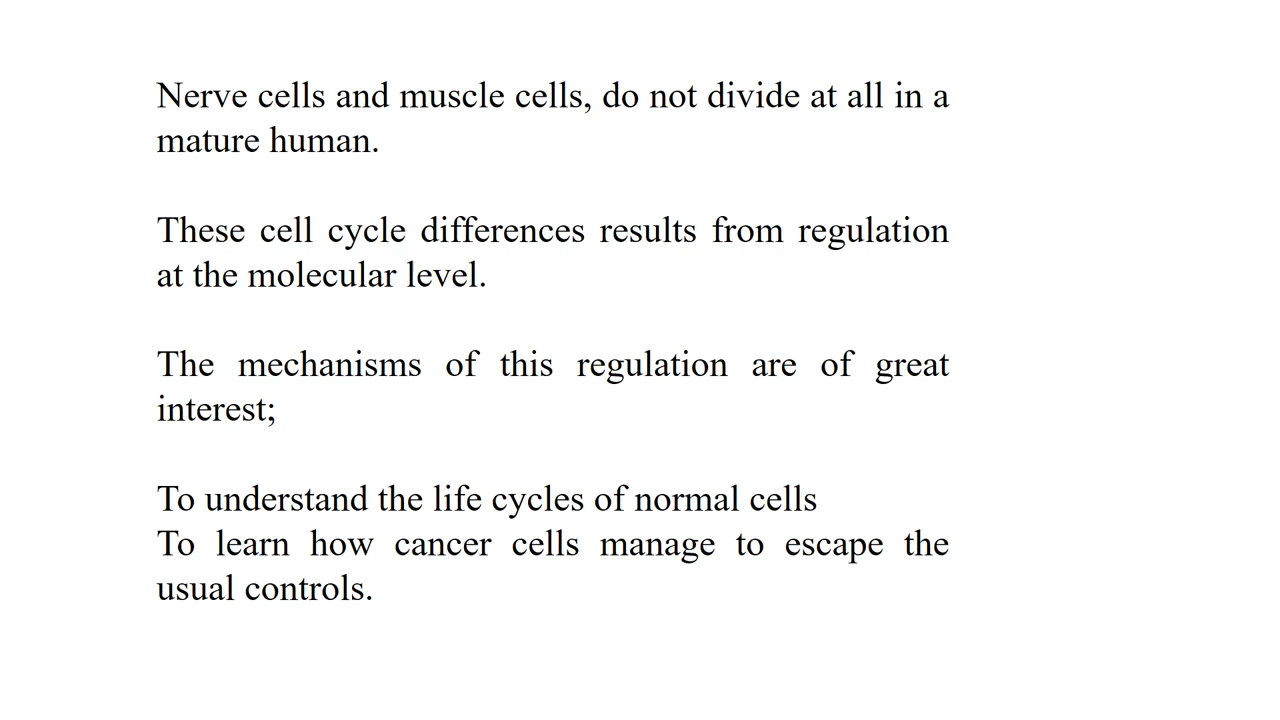 Nerve cells and muscle cells, do not divide at all in a
mature human.
These cell cycle differences results from regulation
at the molecular level.
The mechanisms of this regulation are of great
interest;
To understand the life cycles of normal cells
To learn how cancer cells manage to escape the
usual controls.